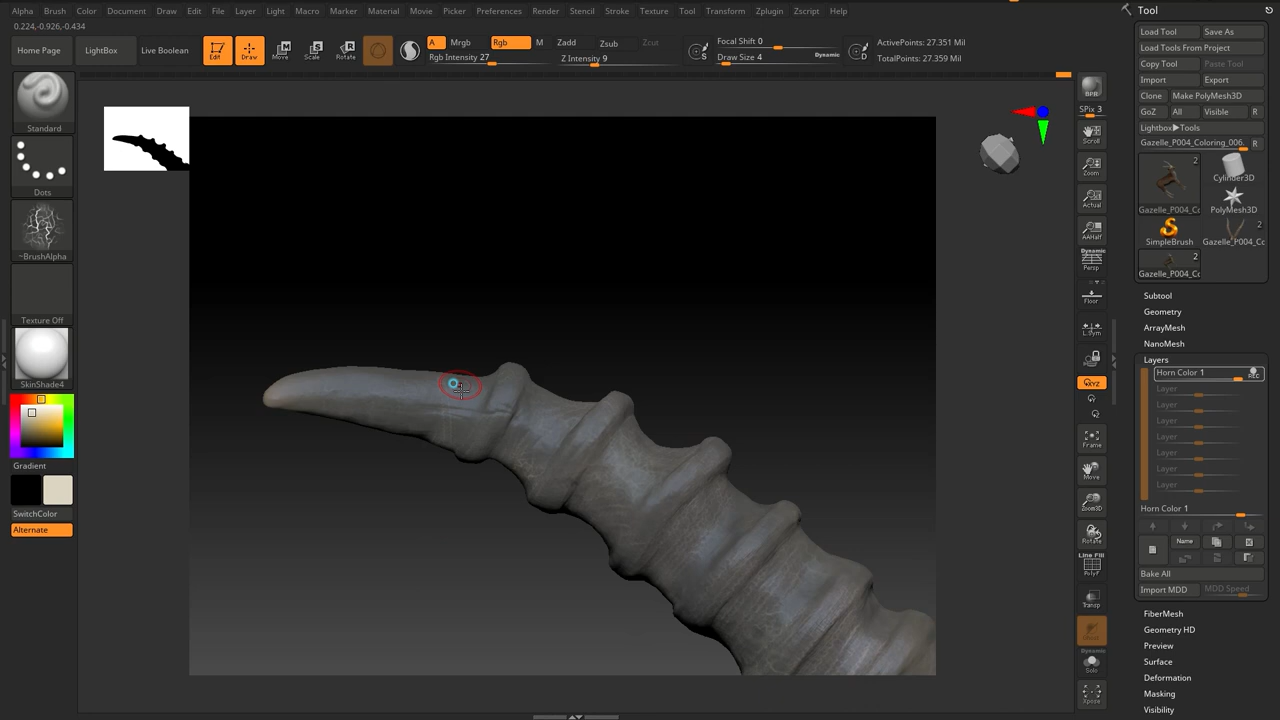 Alpha Brush Color Document Draw Edit File Layer Light Macro Marker Material Movie Picker Preferences Render Stencil Stroke Texture Tool Transform Zplugin Zscript Help
0.224,-0.926,-0.434
Home Page LightBox Live Boolean Edit Draw Move Scale Rotate
A Mrgb Rgb M Zadd Zsub Zcut
Rgb Intensity 27 Z Intensity 9
S Focal Shift 0 D
Draw Size 4 Dynamic
ActivePoints: 27.351 Mil
TotalPoints: 27.359 Mil
Standard
Dots
~BrushAlpha
Texture Off
SkinShade4
Gradient
SwitchColor
Alternate
BPR
SPix 3
Scroll
Zoom
Actual
AAHalf
Dynamic
Persp
Floor
L.Sym
XYZ
Frame
Move
Zoom3D
Rotate
Line Fill
PolyF
Transp
Ghost
Dynamic
Solo
Xpose
Tool
Load Tool Save As
Load Tools From Project
Copy Tool Paste Tool
Import Export
Clone Make PolyMesh3D
GoZ All Visible R
Lightbox▶Tools
Gazelle_P004_Coloring_006. R
2
Cylinder3D
Gazelle_P004_Cc PolyMesh3D
2
SimpleBrush Gazelle_P004_Cc
2
Gazelle_P004_Cc
Subtool
Geometry
ArrayMesh
NanoMesh
Layers
Horn Color 1 REC
Layer
Layer
Layer
Layer
Layer
Layer
Layer
Horn Color 1
Name
Bake All
Import MDD MDD Speed
FiberMesh
Geometry HD
Preview
Surface
Deformation
Masking
Visibility